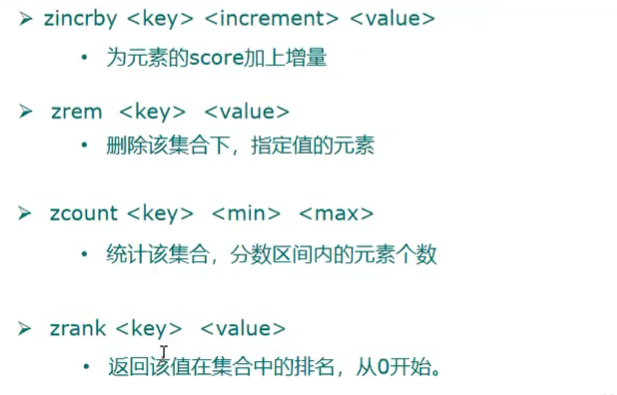 ➢ zincrby <key> <increment> <value>
• 为元素的score加上增量
➢ zrem <key> <value>
• 删除该集合下，指定值的元素
➢ zcount <key> <min> <max>
• 统计该集合，分数区间内的元素个数
➢ zrank <key> <value>
• 返回该值在集合中的排名，从0开始。